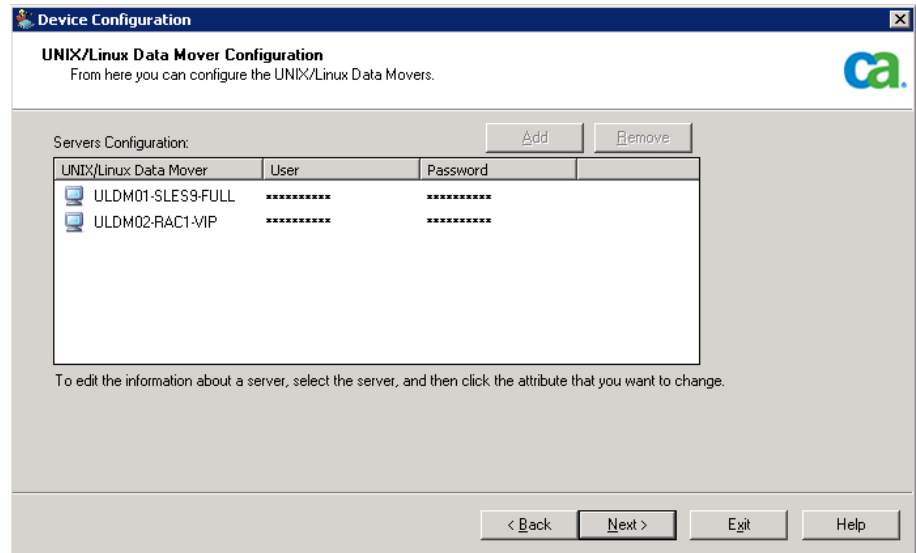 Device Configuration
UNIX/Linux Data Mover Configuration
From here you can configure the UNIX/Linux Data Movers.
ca.
Servers Configuration: Add Remove
UNIX/Linux Data Mover User Password
ULDM01-SLES9-FULL ********** **********
ULDM02-RAC1-VIP ********** **********
To edit the information about a server, select the server, and then click the attribute that you want to change.
< Back Next > Exit Help